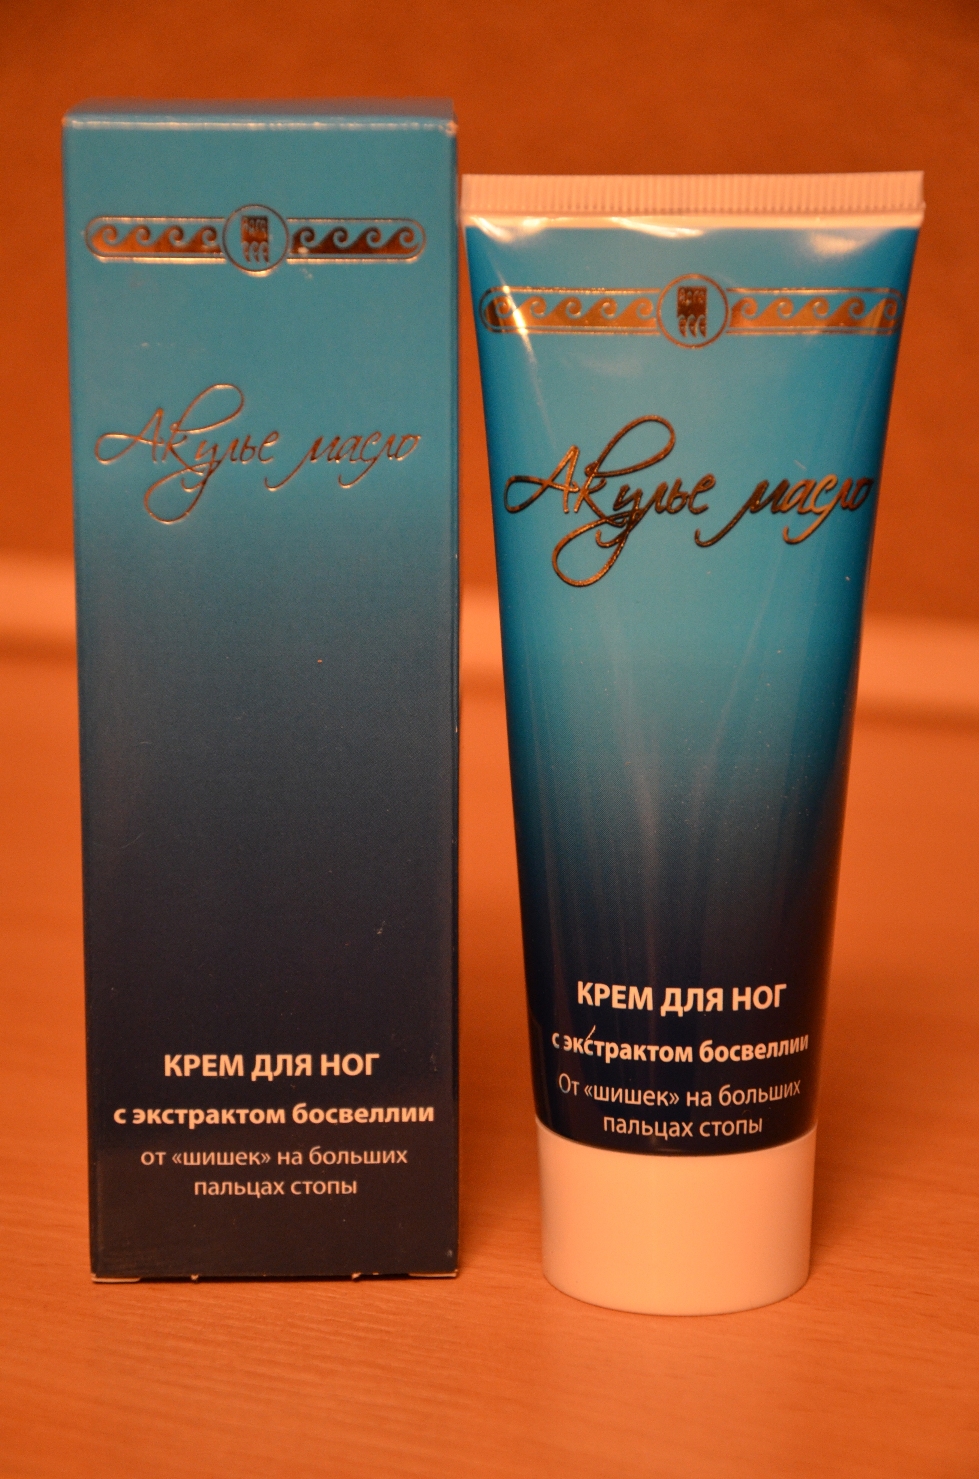 Акулье масло
КРЕМ ДЛЯ НОГ
с экстрактом босвеллии
от «шишек» на больших
пальцах стопы
Акулье масло
КРЕМ ДЛЯ НОГ
с экстрактом босвеллии
От «шишек» на больших
пальцах стопы